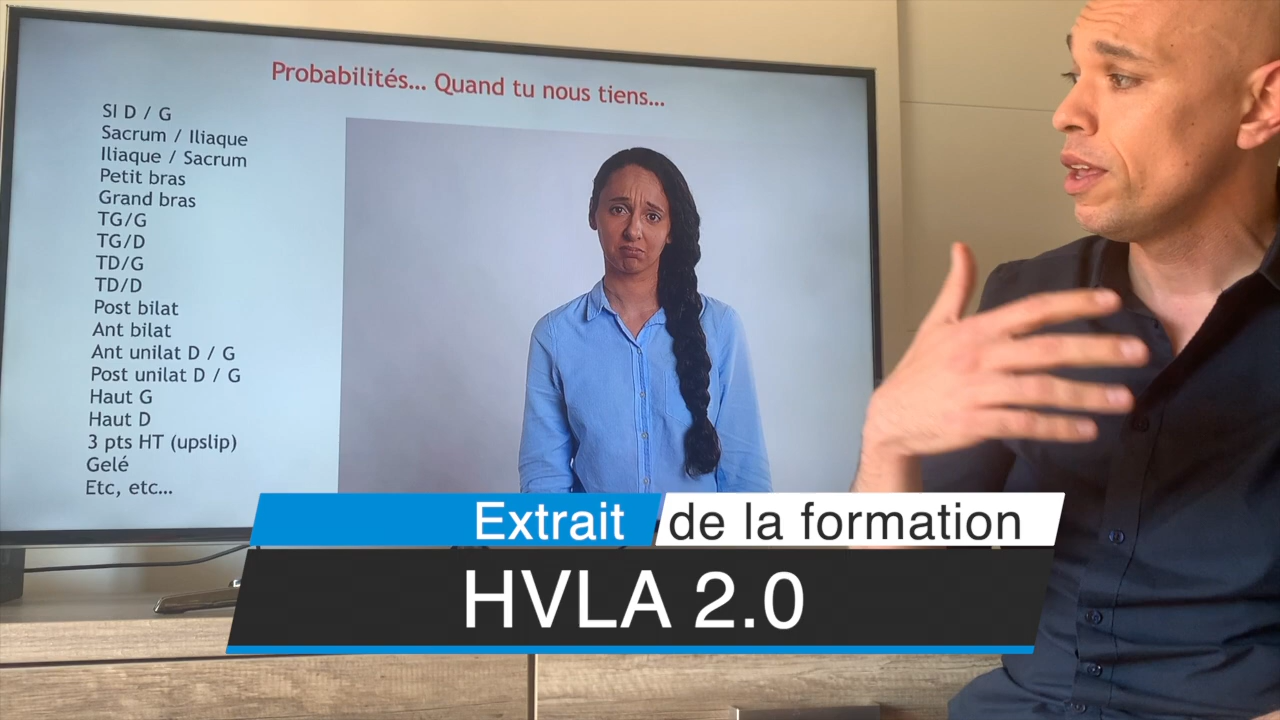 Probabilités... Quand tu nous tiens...
SI D / G
Sacrum / Iliaque
Iliaque / Sacrum
Petit bras
Grand bras
TG/G
TG/D
TD/G
TD/D
Post bilat
Ant bilat
Ant unilat D / G
Post unilat D / G
Haut G
Haut D
3 pts HT (upslip)
Gelé
Etc, etc...
Extrait de la formation
HVLA 2.0